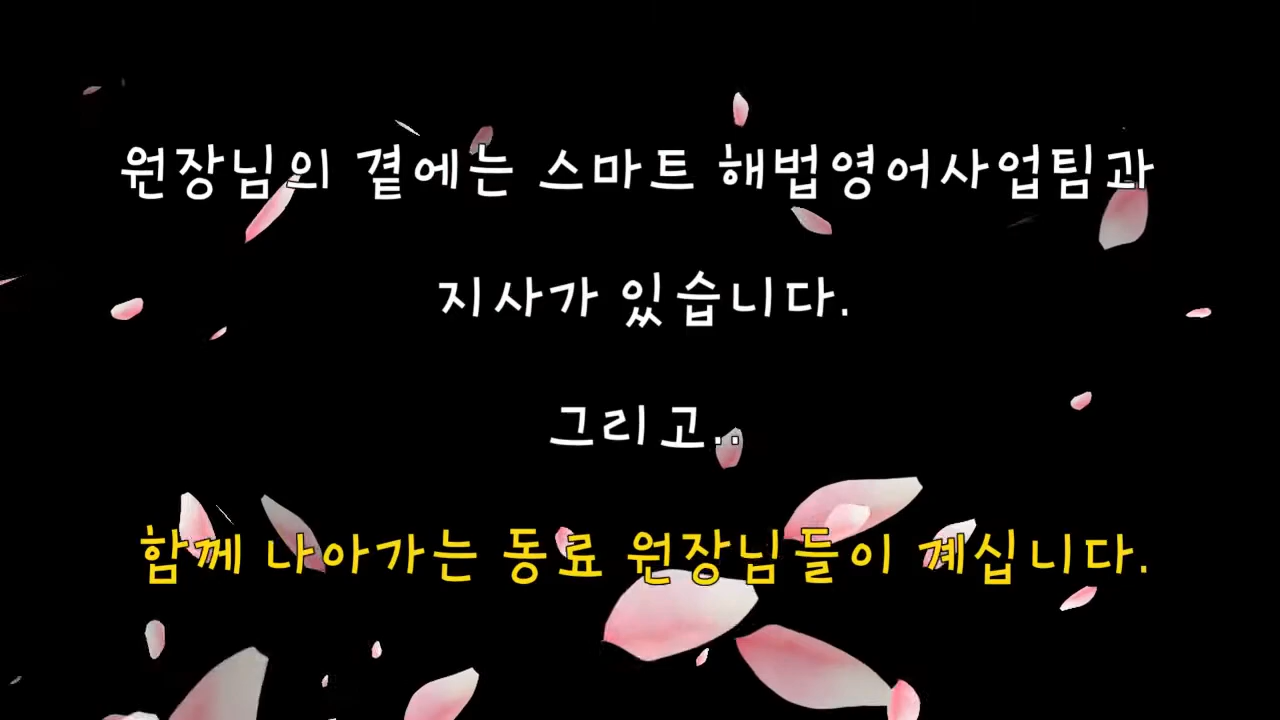 원장님의 곁에는 스마트 해법영어사업팀과
지사가 있습니다.
그리고..
함께 나아가는 동료 원장님들이 계십니다.